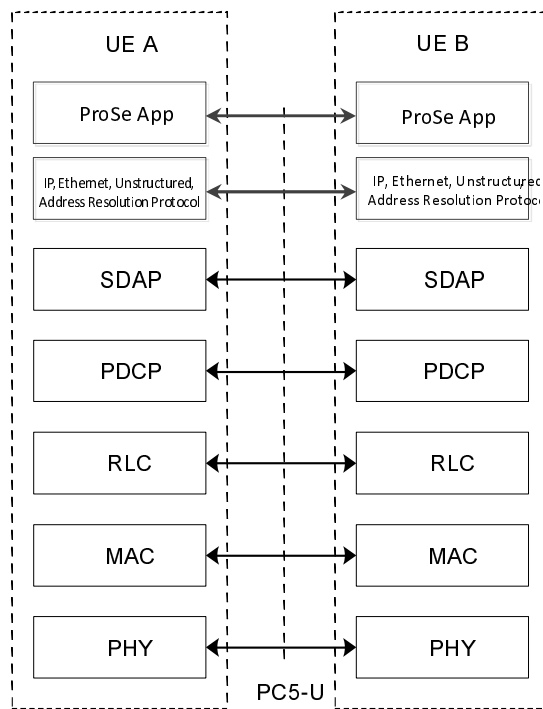 UE A
UE B
ProSe App
ProSe App
IP, Ethernet, Unstructured,
Address Resolution Protocol
IP, Ethernet, Unstructured
Address Resolution Protoco
SDAP
SDAP
PDCP
PDCP
RLC
RLC
MAC
MAC
PHY
PHY
PC5-U